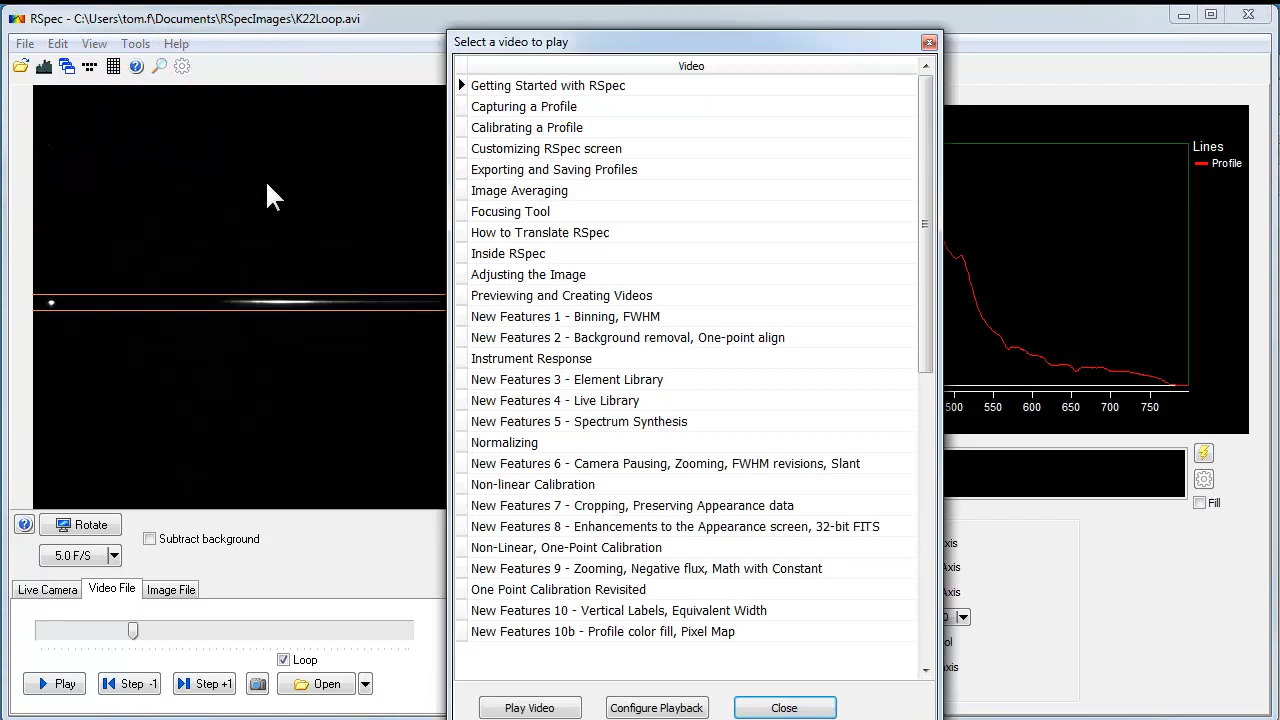 RSpec - C:\Users\tom.f\Documents\RSpecImages\K22Loop.avi
File Edit View Tools Help
Select a video to play
Video
Getting Started with RSpec
Capturing a Profile
Calibrating a Profile
Customizing RSpec screen
Exporting and Saving Profiles
Image Averaging
Focusing Tool
How to Translate RSpec
Inside RSpec
Adjusting the Image
Previewing and Creating Videos
New Features 1 - Binning, FWHM
New Features 2 - Background removal, One-point align
Instrument Response
New Features 3 - Element Library
New Features 4 - Live Library
New Features 5 - Spectrum Synthesis
Normalizing
New Features 6 - Camera Pausing, Zooming, FWHM revisions, Slant
Non-linear Calibration
New Features 7 - Cropping, Preserving Appearance data
New Features 8 - Enhancements to the Appearance screen, 32-bit FITS
Non-Linear, One-Point Calibration
New Features 9 - Zooming, Negative flux, Math with Constant
One Point Calibration Revisited
New Features 10 - Vertical Labels, Equivalent Width
New Features 10b - Profile color fill, Pixel Map
Play Video Configure Playback Close
Lines
Profile
500 550 600 650 700 750
Fill
xis
xis
xis
0
ol
xis
Rotate
Subtract background
5.0 F/S
Live Camera Video File Image File
Loop
Play Step -1 Step +1 Open